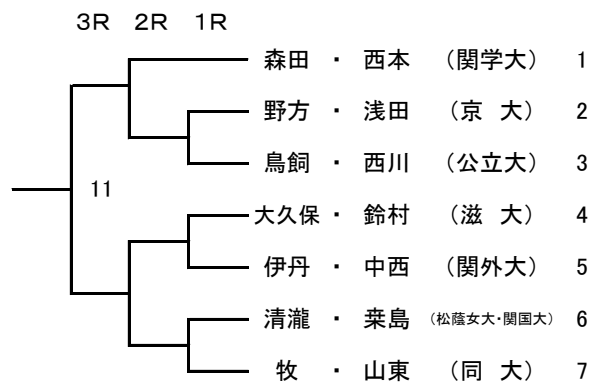 3R 2R 1R
森田 ・ 西本 (関学大) 1
野方 ・ 浅田 (京 大) 2
鳥飼 ・ 西川 (公立大) 3
11
大久保 ・ 鈴村 (滋 大) 4
伊丹 ・ 中西 (関外大) 5
清瀧 ・ 桒島 (松蔭女大・関国大) 6
牧 ・ 山東 (同 大) 7